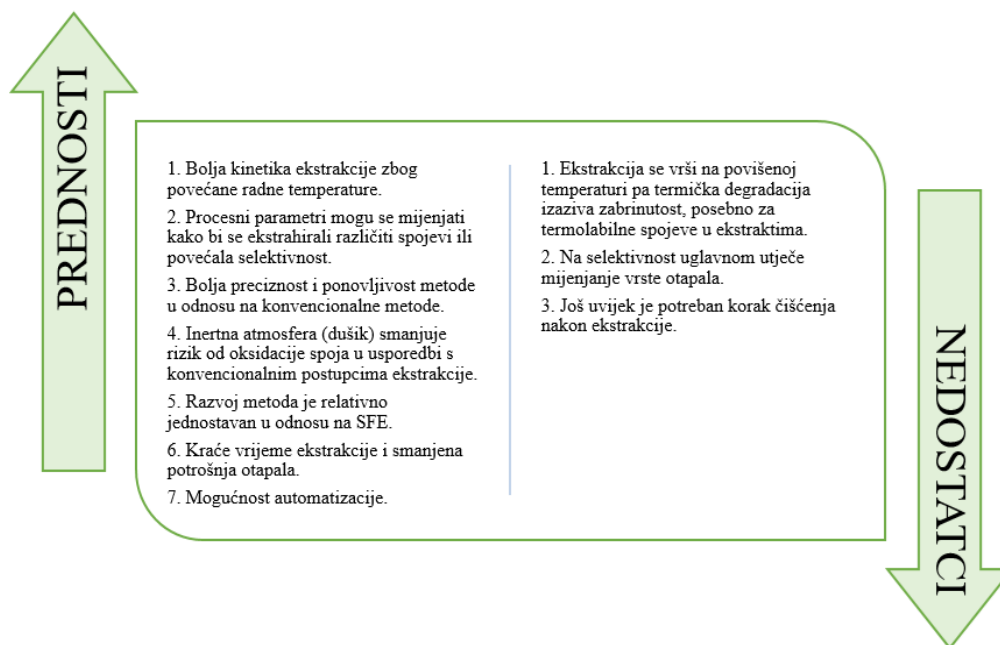 PREDNOSTI
1. Bolja kinetika ekstrakcije zbog
povećane radne temperature.
2. Procesni parametri mogu se mijenjati
kako bi se ekstrahirali različiti spojevi ili
povećala selektivnost.
3. Bolja preciznost i ponovljivost metode
u odnosu na konvencionalne metode.
4. Inertna atmosfera (dušik) smanjuje
rizik od oksidacije spoja u usporedbi s
konvencionalnim postupcima ekstrakcije.
5. Razvoj metoda je relativno
jednostavan u odnosu na SFE.
6. Kraće vrijeme ekstrakcije i smanjena
potrošnja otapala.
7. Mogućnost automatizacije.
1. Ekstrakcija se vrši na povišenoj
temperaturi pa termička degradacija
izaziva zabrinutost, posebno za
termolabilne spojeve u ekstraktima.
2. Na selektivnost uglavnom utječe
mijenjanje vrste otapala.
3. Još uvijek je potreban korak čišćenja
nakon ekstrakcije.
NEDOSTATCI